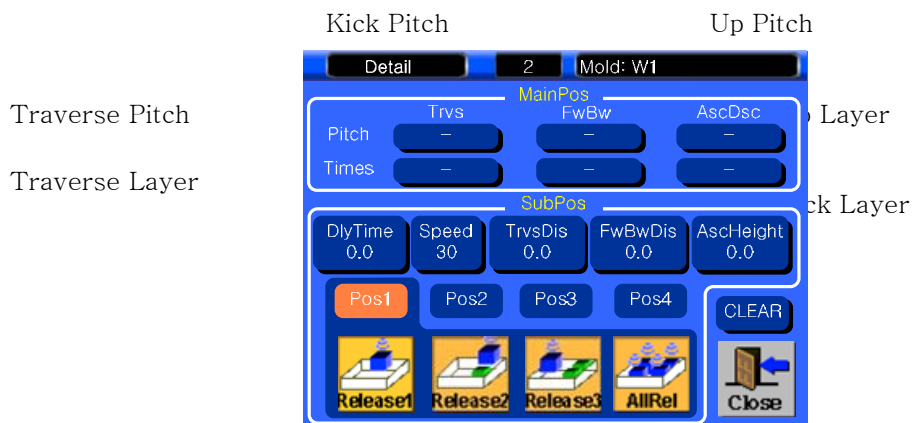 Kick Pitch
Up Pitch
Detail 2 Mold: W1
MainPos
Trvs FwBw AscDsc
Traverse Pitch
Layer
Pitch - - -
Times - - -
Traverse Layer
SubPos
ck Layer
DlyTime Speed TrvsDis FwBwDis AscHeight
0.0 30 0.0 0.0 0.0
Pos1 Pos2 Pos3 Pos4
CLEAR
Release1 Release2 Release3 AllRel Close